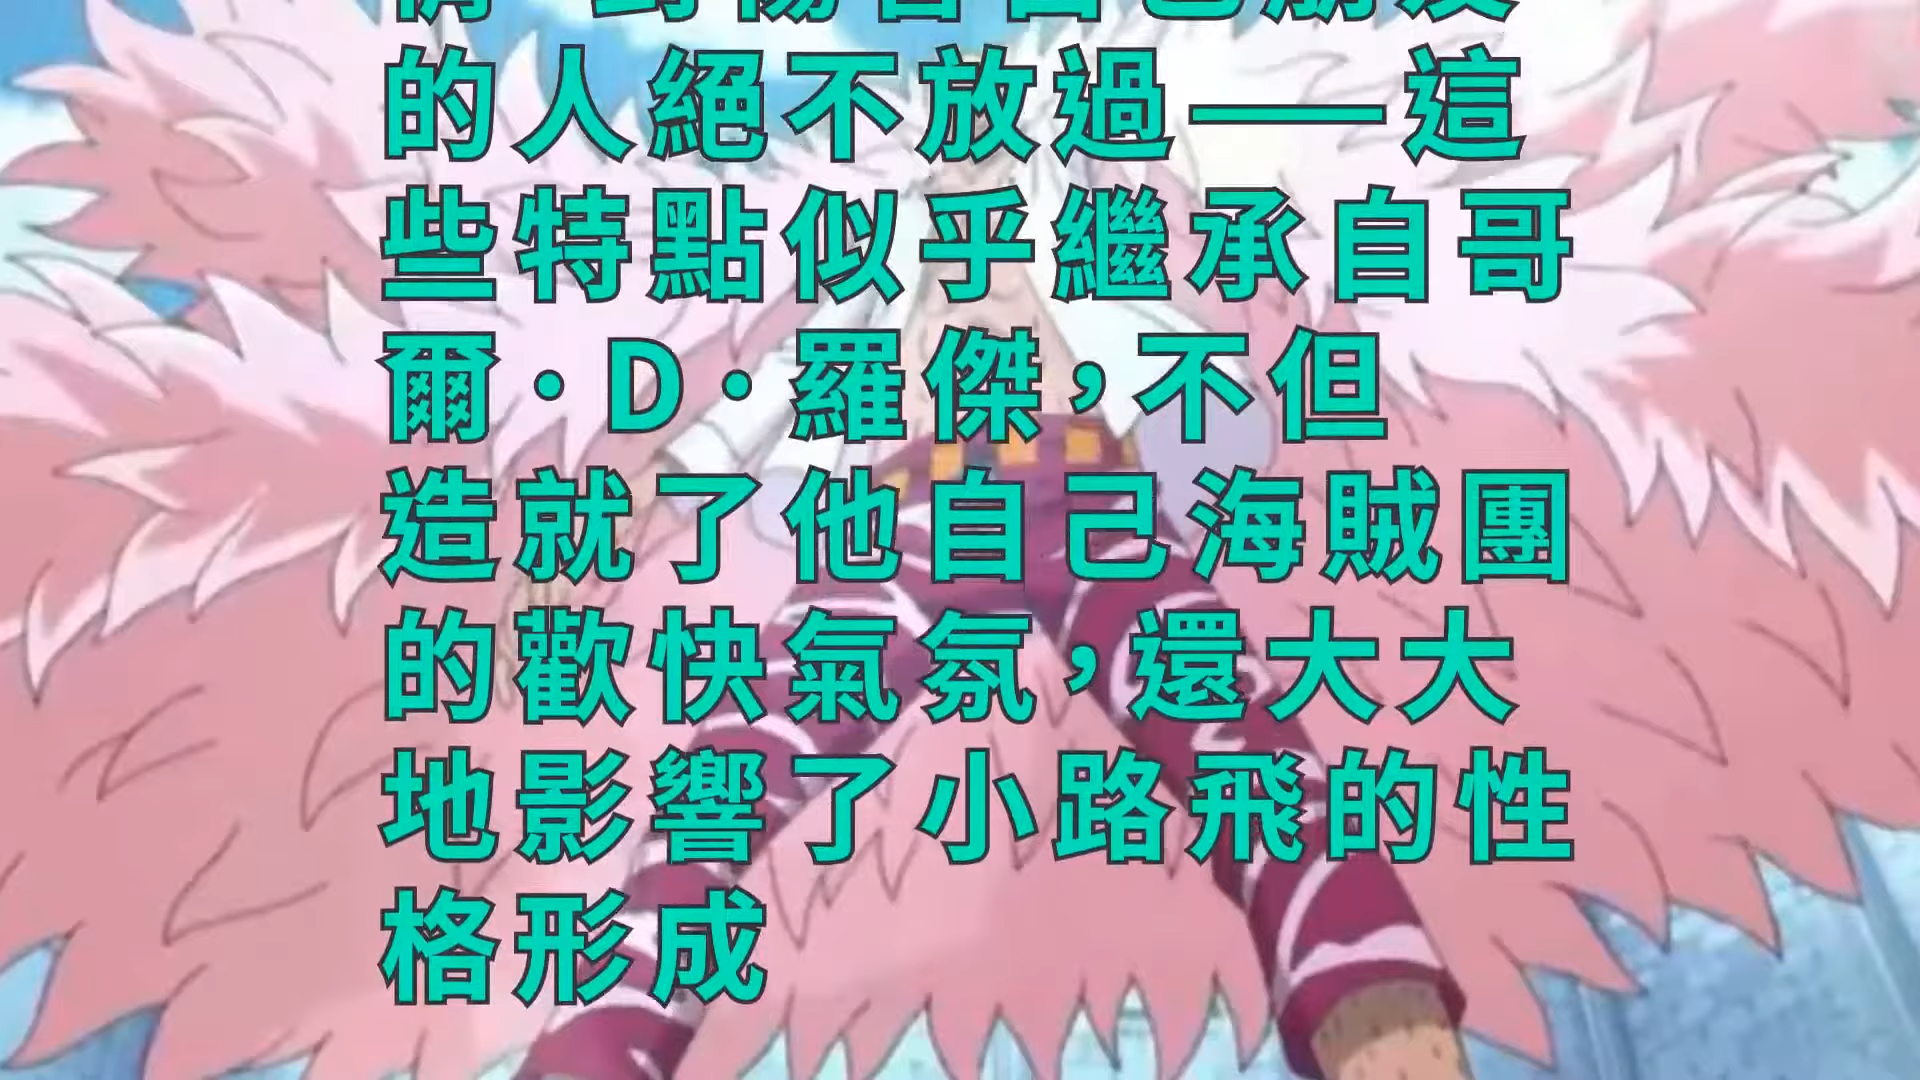 的人絕不放過——這
些特點似乎繼承自哥
爾·D·羅傑，不但
造就了他自己海賊團
的歡快氣氛，還大大
地影響了小路飛的性
格形成